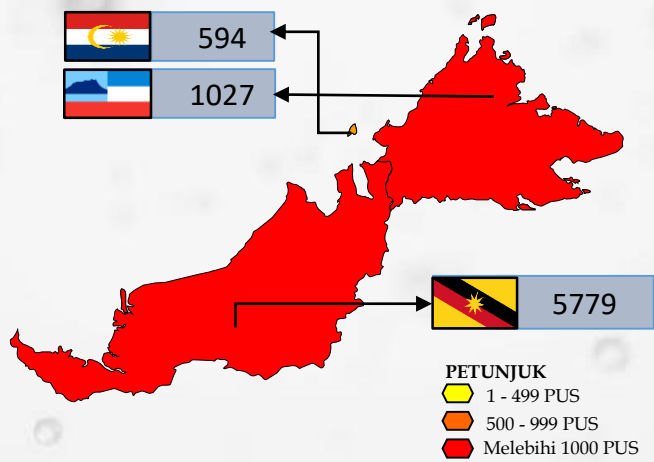 594
1027
5779
PETUNJUK
1 - 499 PUS
500 - 999 PUS
Melebihi 1000 PUS